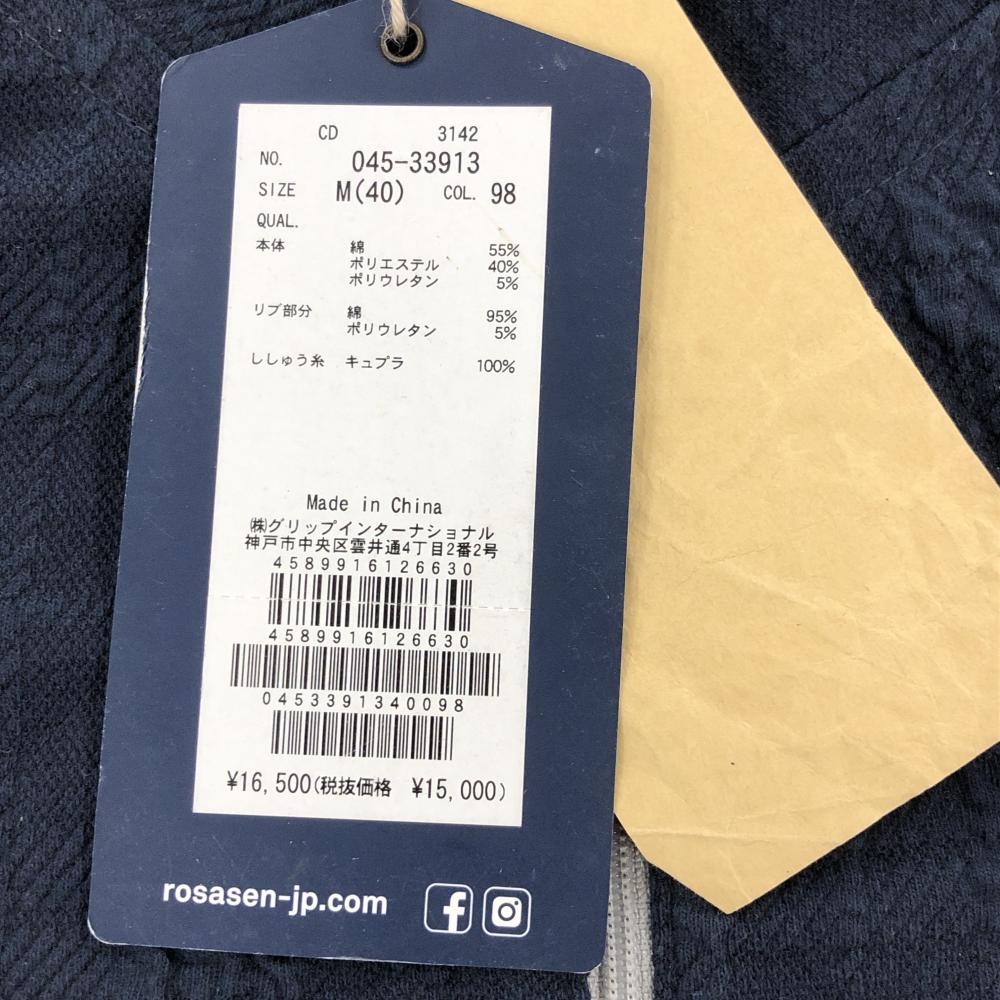 CD 3142
NO. 045-33913
SIZE M(40) COL. 98
QUAL.
本体 綿 55%
ポリエステル 40%
ポリウレタン 5%
リブ部分 綿 95%
ポリウレタン 5%
ししゅう糸 キュプラ 100%
Made in China
㈱グリップインターナショナル
神戸市中央区雲井通4丁目2番2号
4589916126630
4589916126630
0453391340098
¥16,500(税抜価格 ¥15,000)
rosasen-jp.com